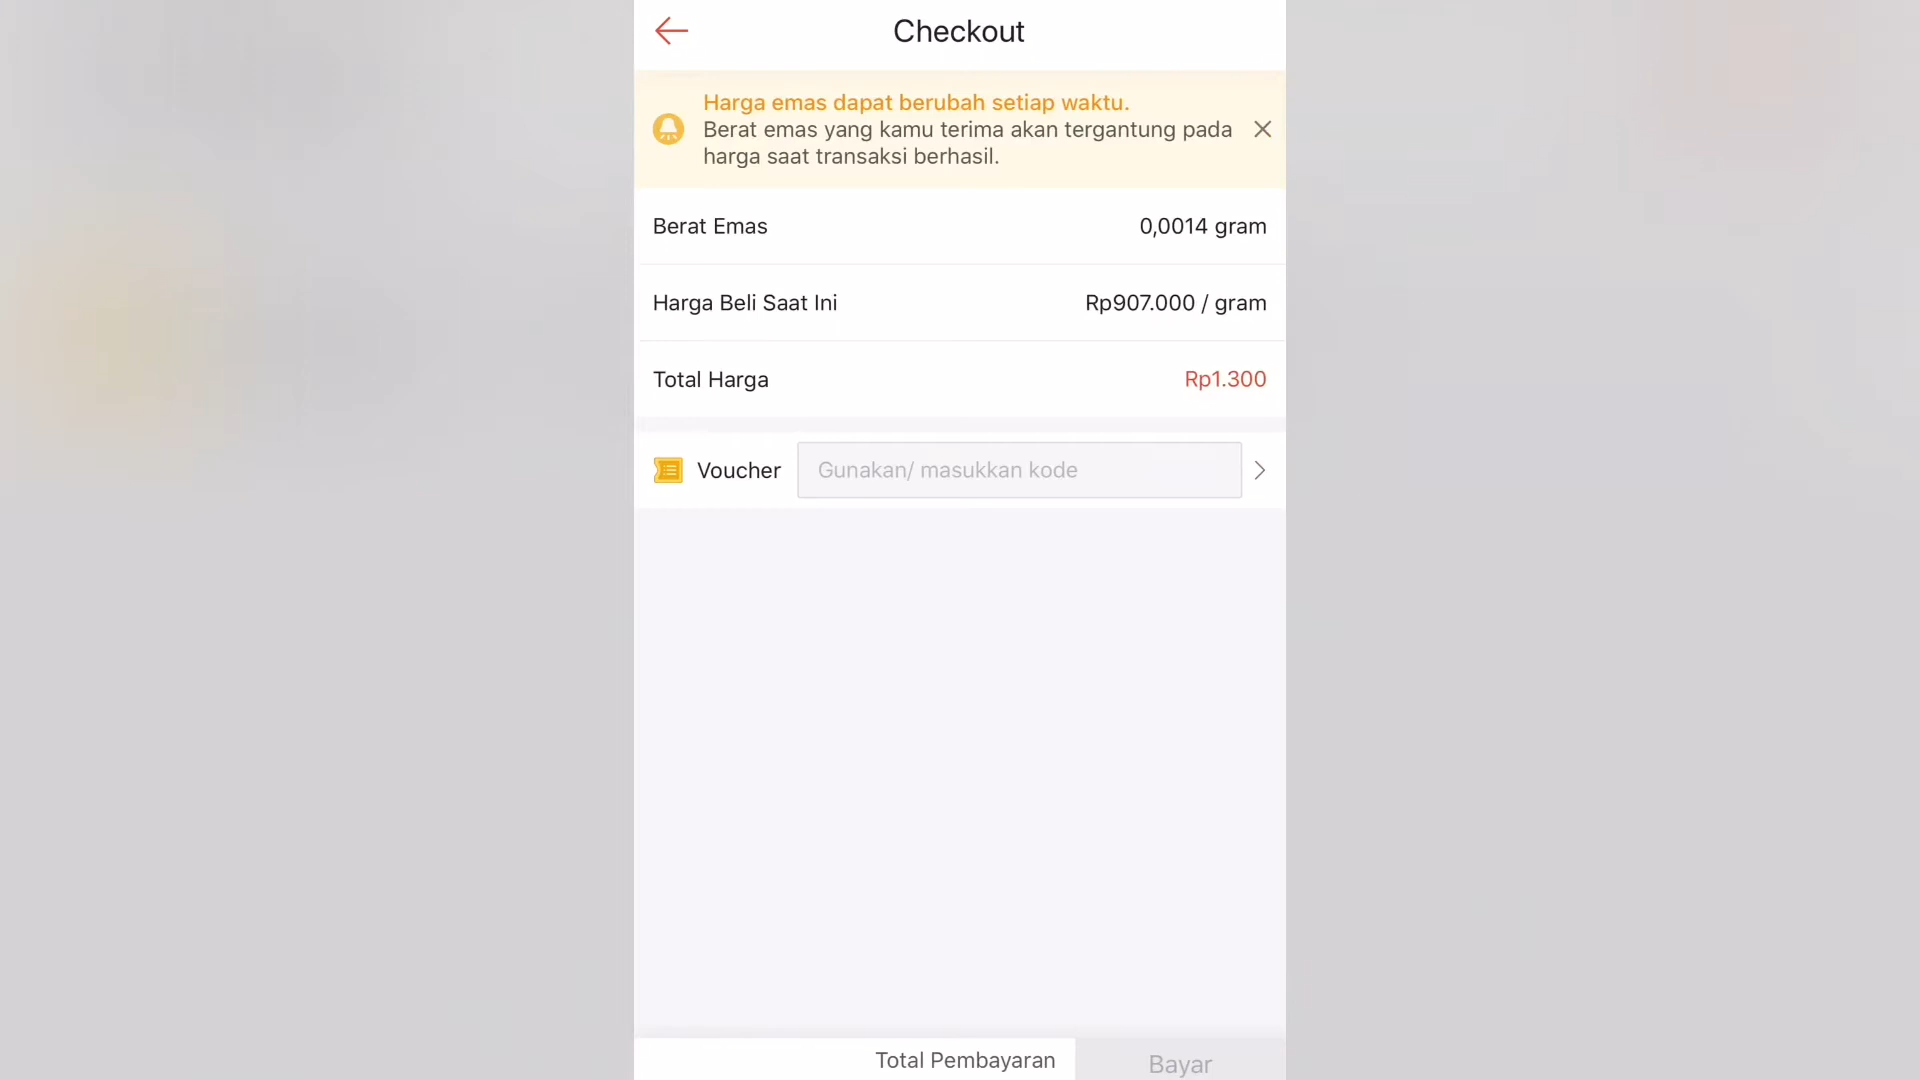 Checkout
Harga emas dapat berubah setiap waktu.
Berat emas yang kamu terima akan tergantung pada
harga saat transaksi berhasil.
Berat Emas 0,0014 gram
Harga Beli Saat Ini Rp907.000 / gram
Total Harga Rp1.300
Voucher Gunakan/ masukkan kode
Total Pembayaran Bayar